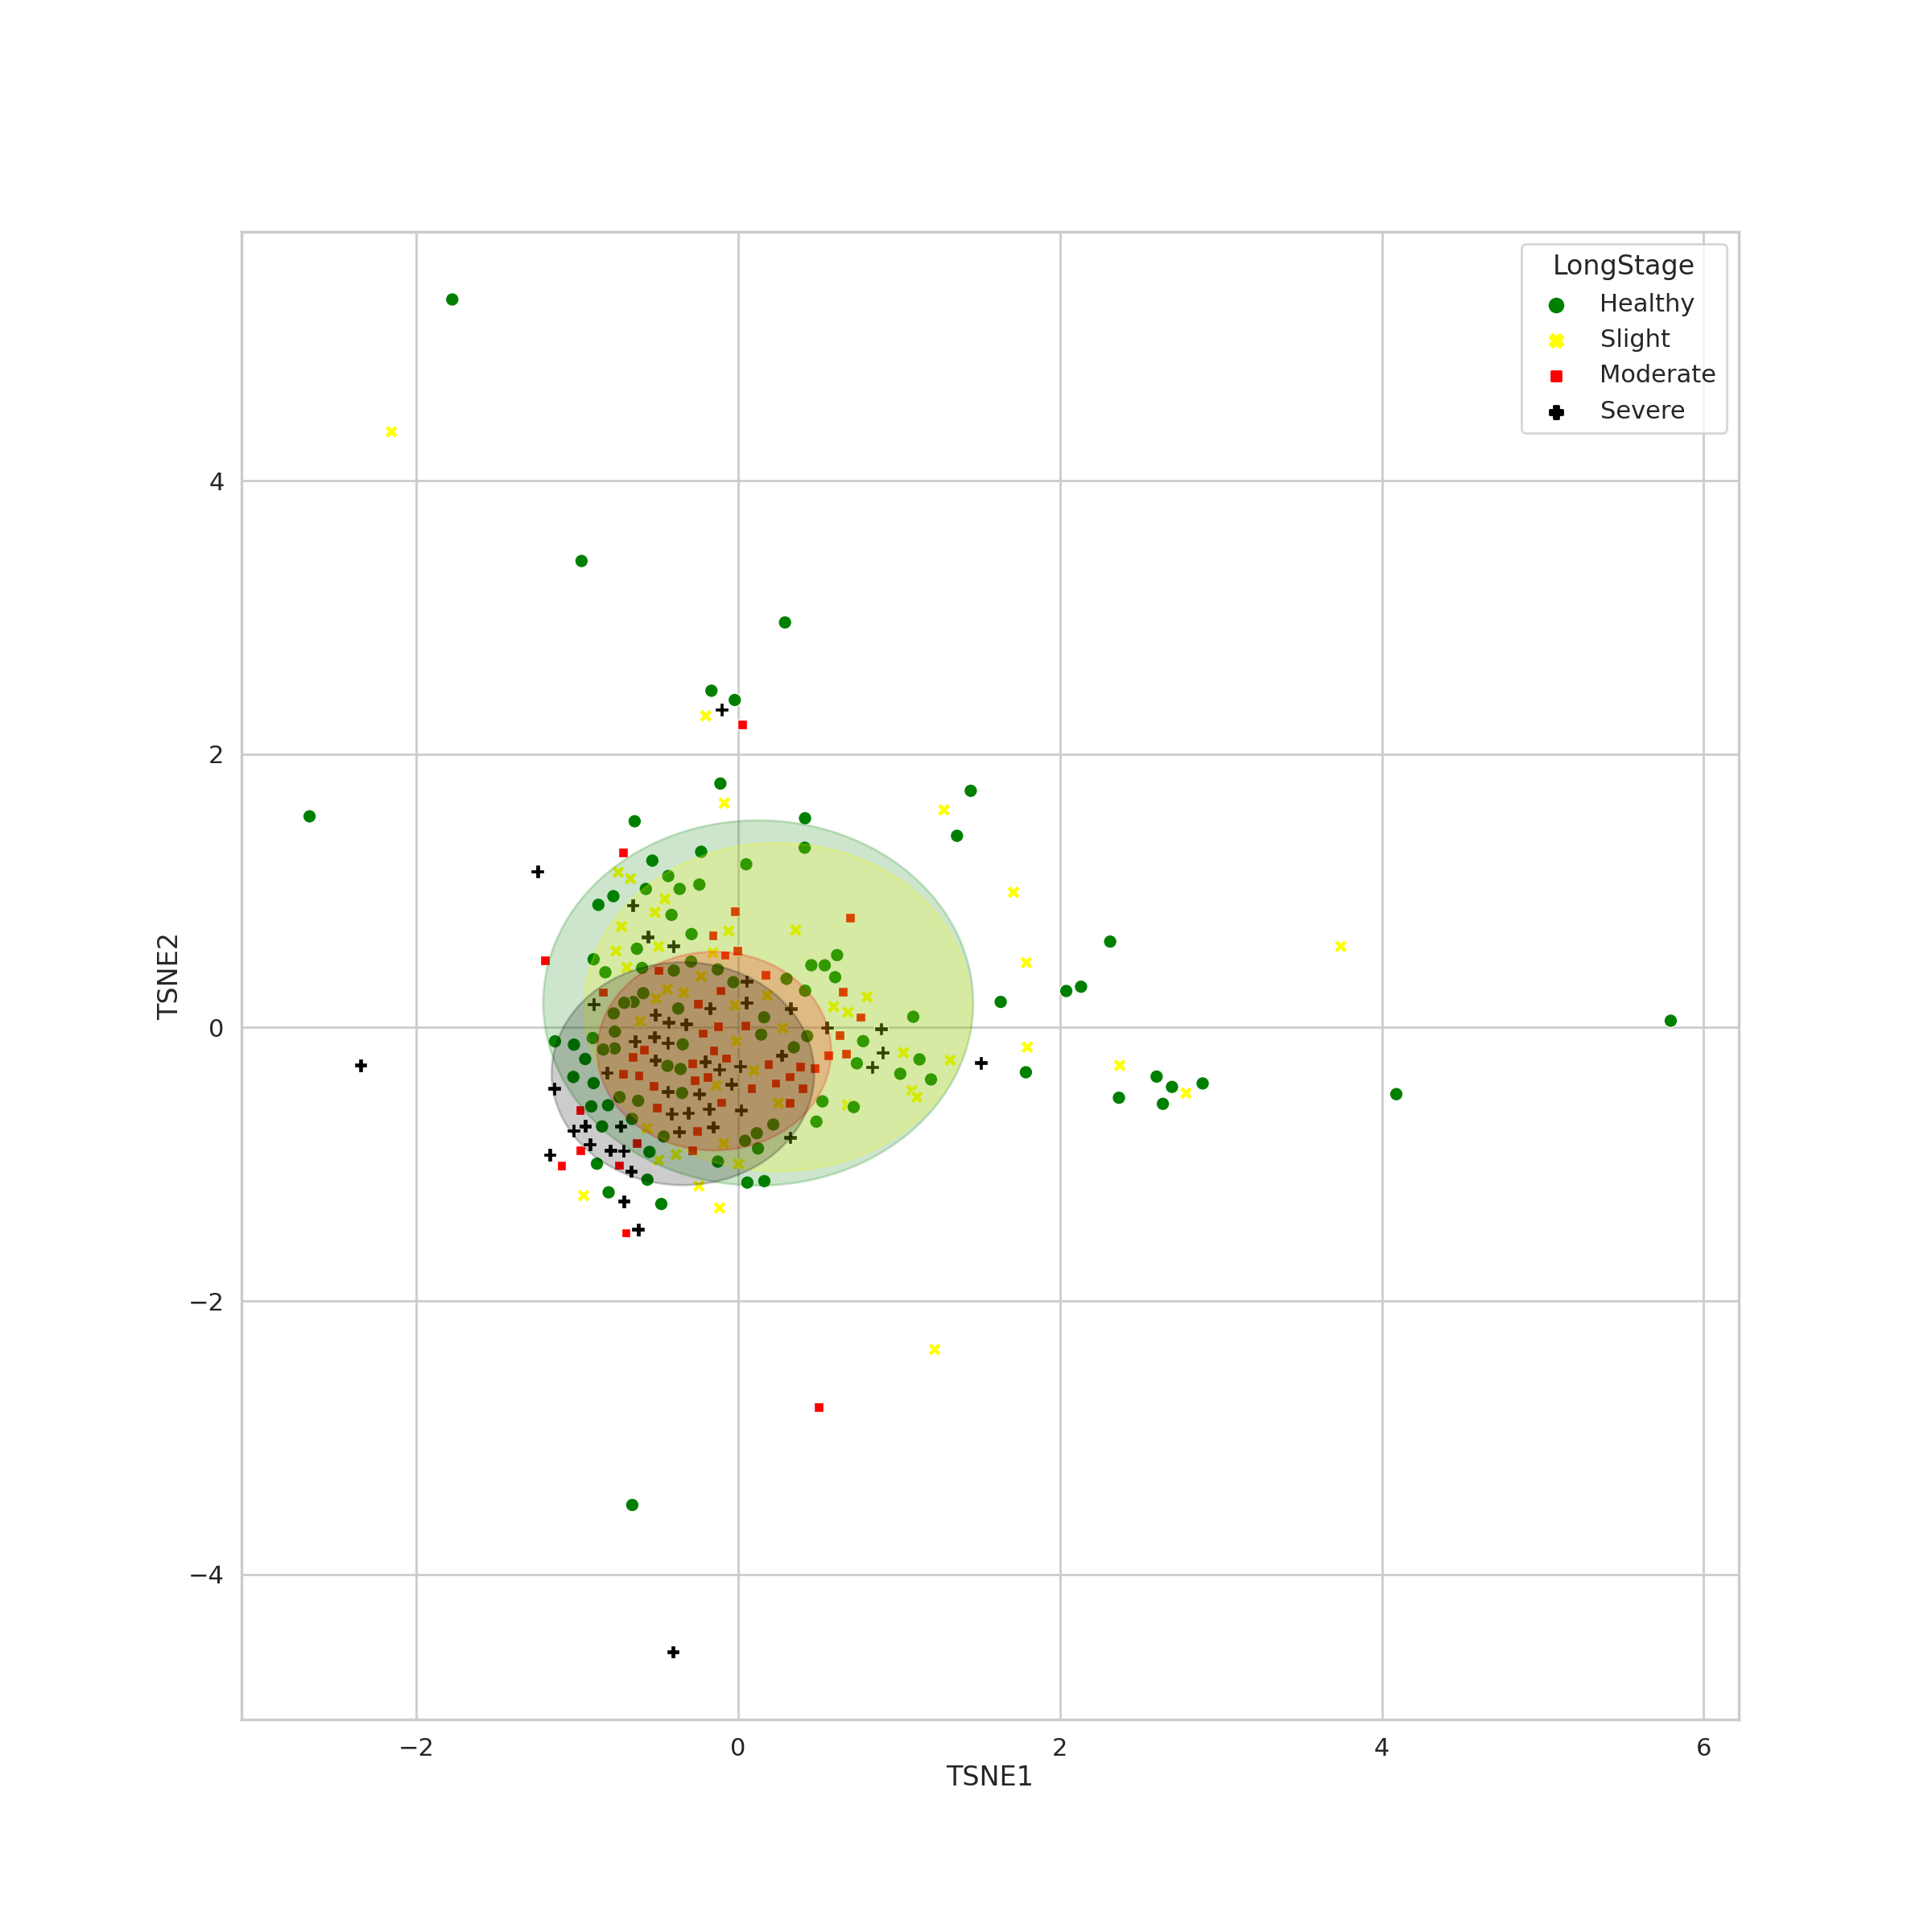 LongStage
Healthy
Slight
Moderate
Severe
4
2
0
−2
−4
TSNE2
−2
0
2
4
6
TSNE1